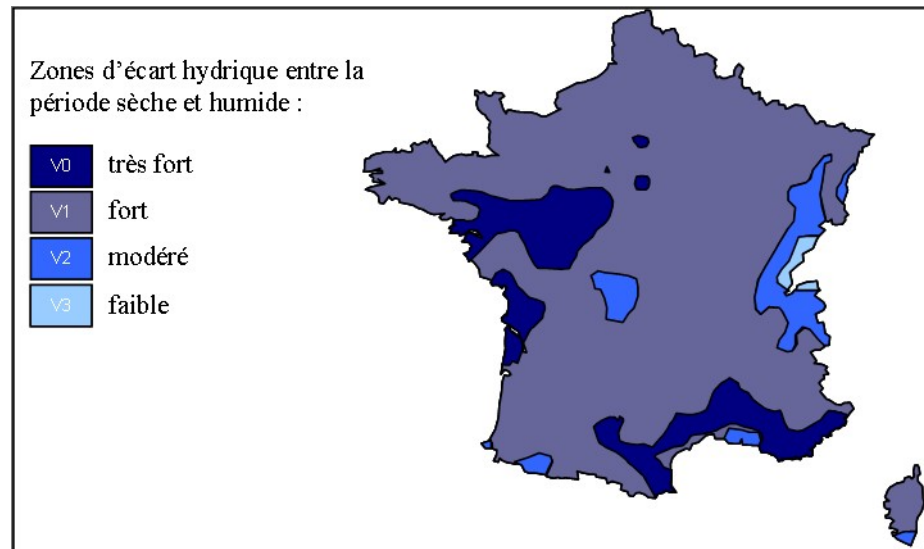 Zones d'écart hydrique entre la
période sèche et humide :
V0 très fort
V1 fort
V2 modéré
V3 faible